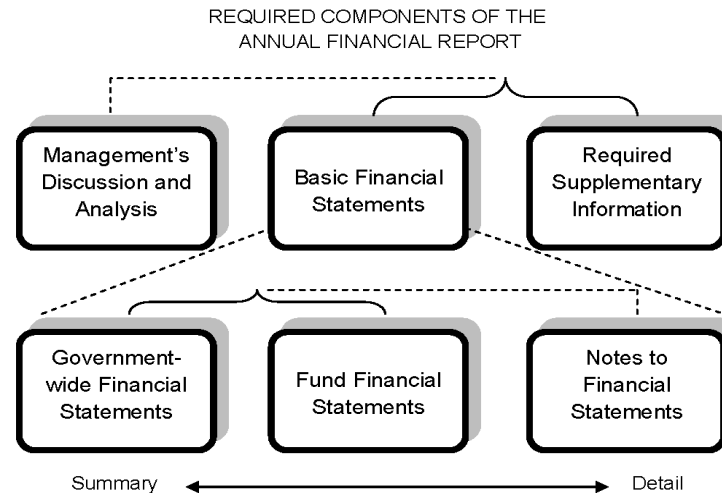 REQUIRED COMPONENTS OF THE
ANNUAL FINANCIAL REPORT
Management's
Discussion and
Analysis
Basic Financial
Statements
Required
Supplementary
Information
Government-
wide Financial
Statements
Fund Financial
Statements
Notes to
Financial
Statements
Summary
Detail